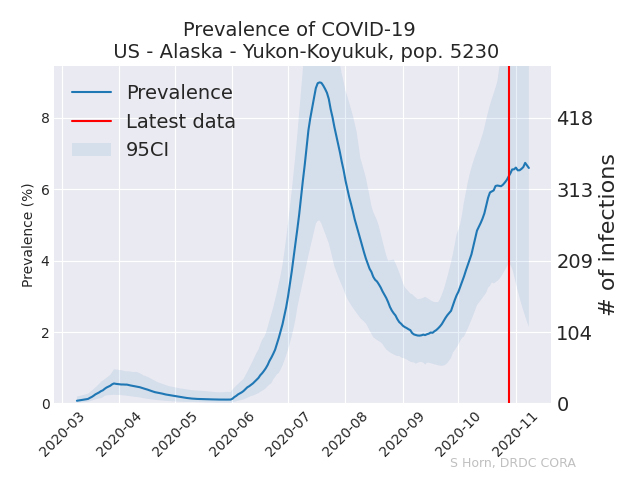 Prevalence of COVID-19
US - Alaska - Yukon-Koyukuk, pop. 5230
Prevalence
Latest data
95CI
Prevalence (%)
8
6
4
2
0
418
313
209
104
0
# of infections
2020-03
2020-04
2020-05
2020-06
2020-07
2020-08
2020-09
2020-10
2020-11
S Horn, DRDC CORA